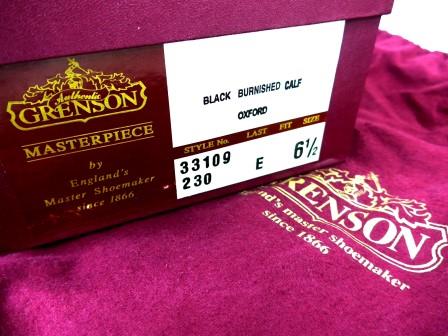 Authentic
GRENSON
MASTERPIECE
by
England's
Master Shoemaker
since 1866
BLACK BURNISHED CALF
OXFORD
STYLE No. LAST FIT SIZE
33109 E 6½
230
GRENSON
England's master shoemaker
since 1866